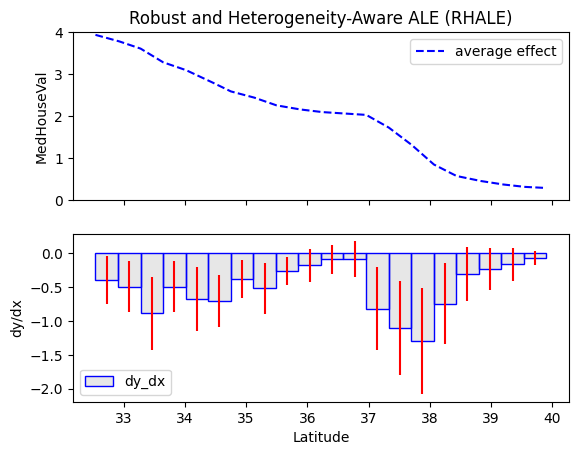 Robust and Heterogeneity-Aware ALE (RHALE)
4
3
2
1
0
MedHouseVal
average effect
0.0
−0.5
−1.0
−1.5
−2.0
dy/dx
dy_dx
33 34 35 36 37 38 39 40
Latitude